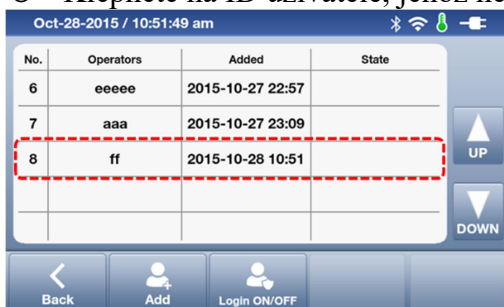 Oct-28-2015 / 10:51:49 am
No. Operators Added State
6 eeeee 2015-10-27 22:57
7 aaa 2015-10-27 23:09
8 ff 2015-10-28 10:51
UP
DOWN
Back Add Login ON/OFF